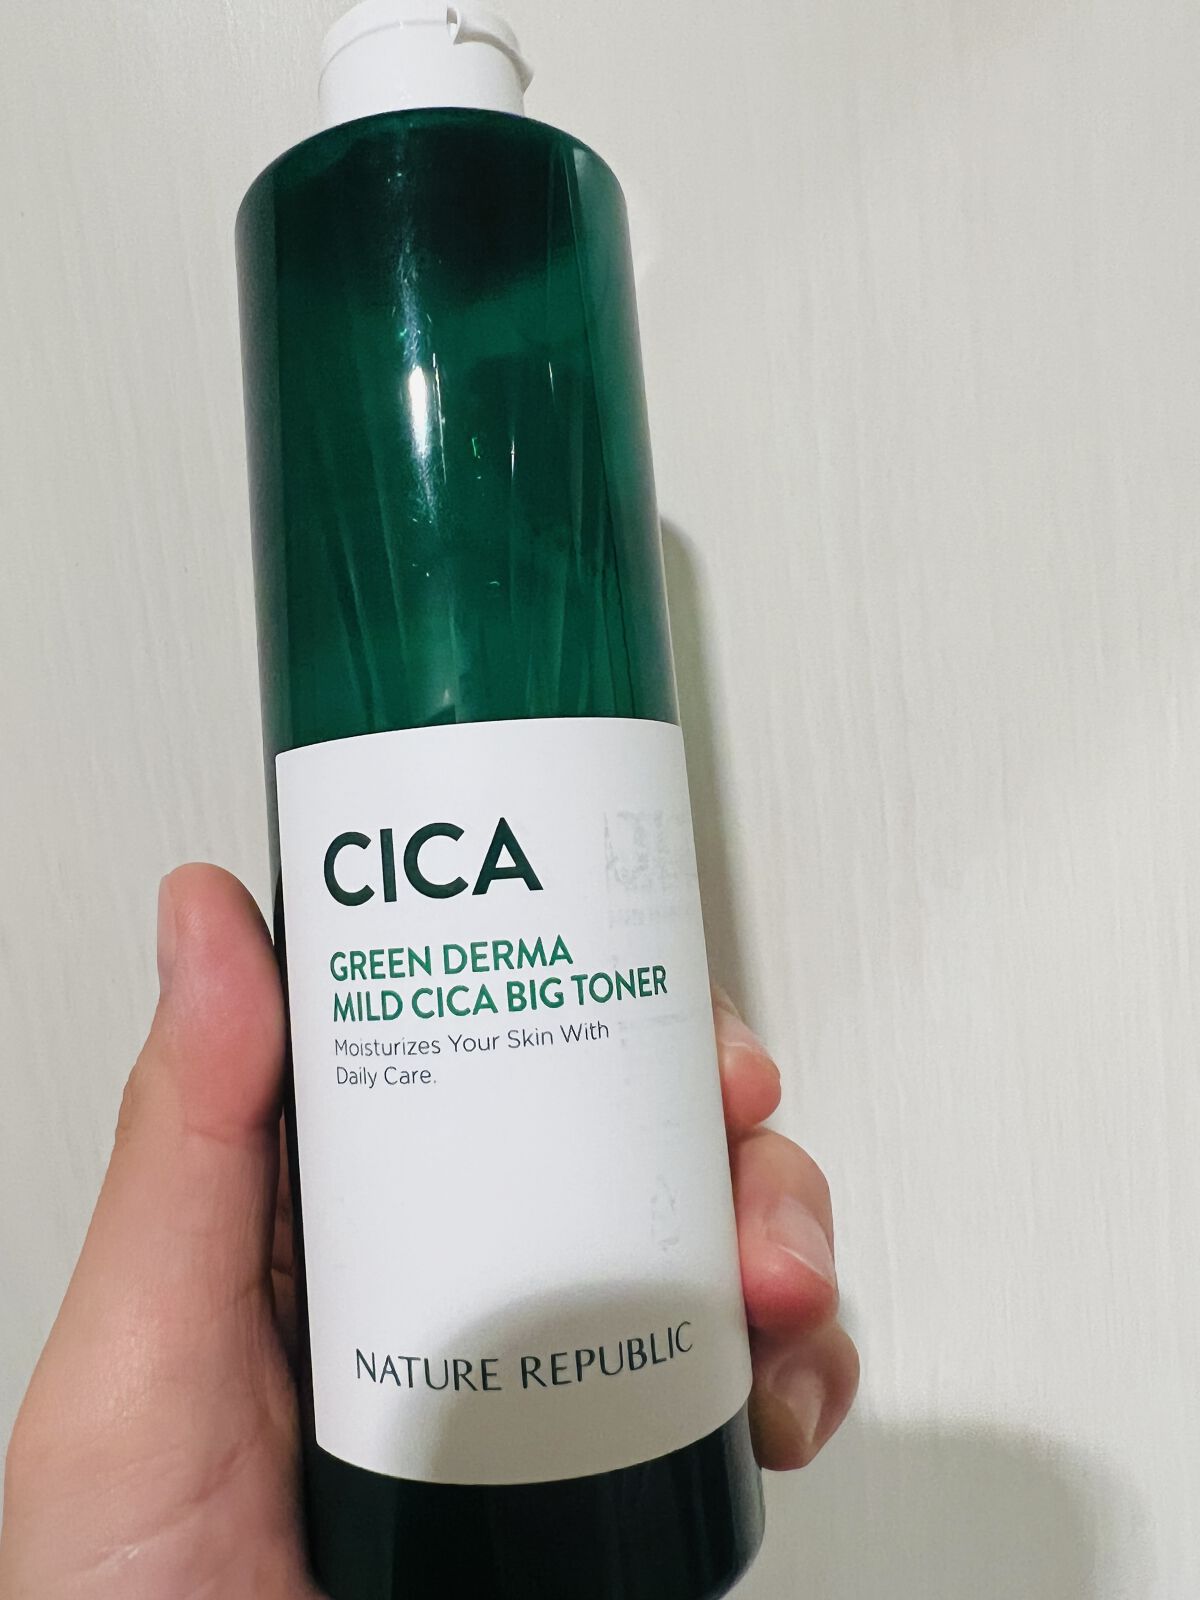 CICA
GREEN DERMA
MILD CICA BIG TONER
Moisturizes Your Skin With
Daily Care.
NATURE REPUBLIC